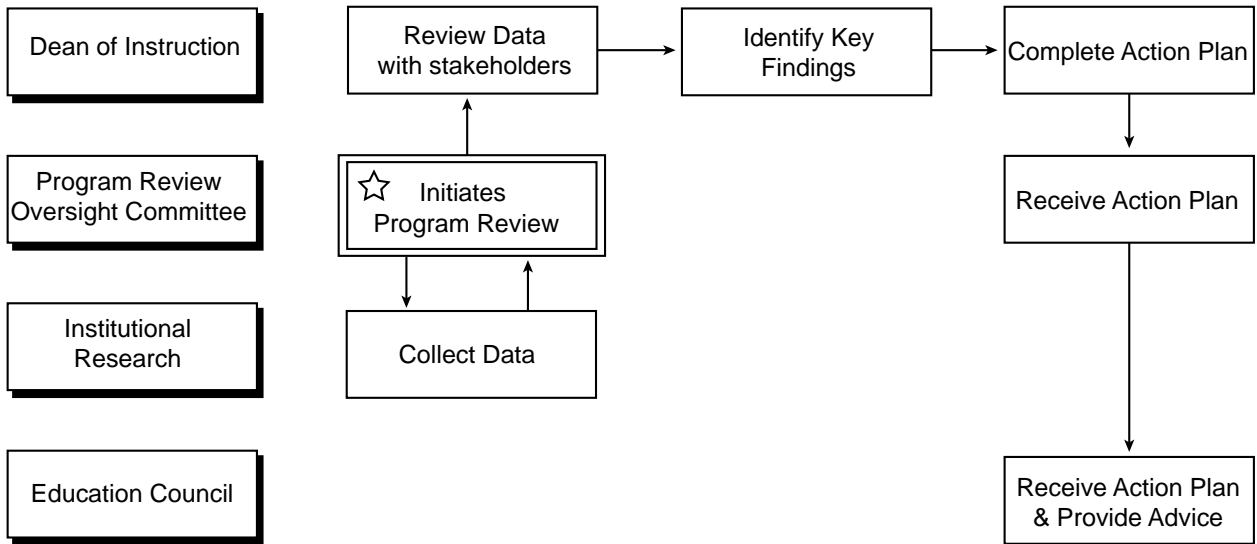 Dean of Instruction
Review Data
with stakeholders
Identify Key
Findings
Complete Action Plan
Program Review
Oversight Committee
Initiates
Program Review
Receive Action Plan
Institutional
Research
Collect Data
Education Council
Receive Action Plan
& Provide Advice